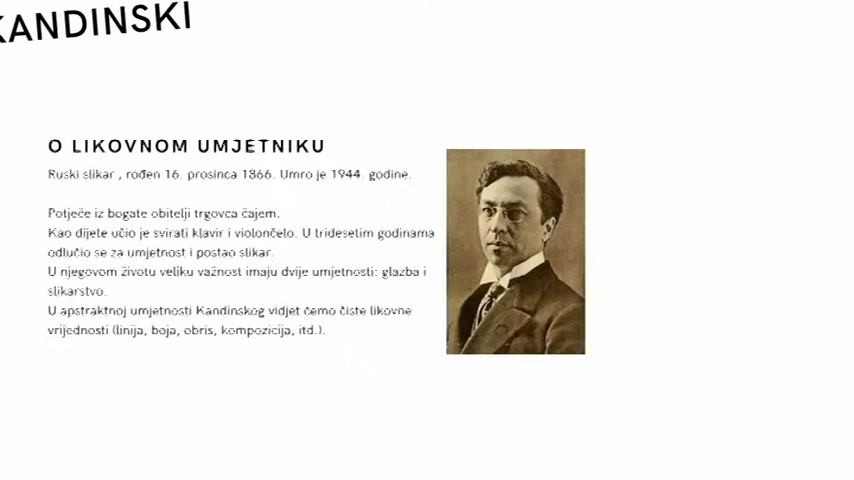 KANDINSKI
O LIKOVNOM UMJETNIKU
Ruski slikar , rođen 16. prosinca 1866. Umro je 1944. godine.
Potječe iz bogate obitelji trgovca čajem.
Kao dijete učio je svirati klavir i violončelo. U tridesetim godinama
odlučio se za umjetnost i postao slikar.
U njegovom životu veliku važnost imaju dvije umjetnosti: glazba i
slikarstvo.
U apstraktnoj umjetnosti Kandinskog vidjet ćemo čiste likovne
vrijednosti (linija, boja, obris, kompozicija, itd.).